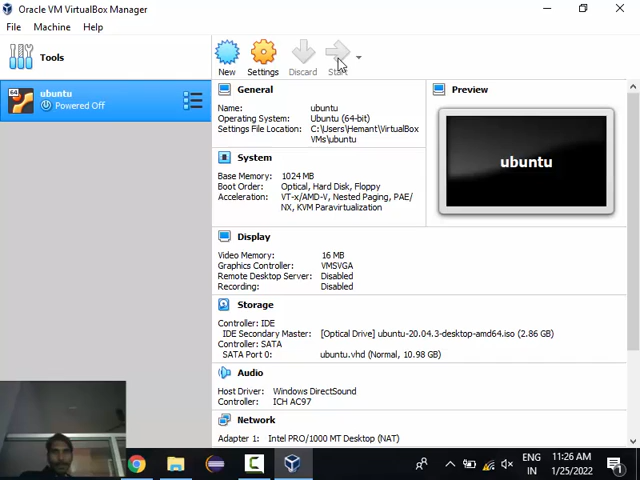 Oracle VM VirtualBox Manager
File Machine Help
Tools
New Settings Discard Start
64
ubuntu
Powered Off
General
Name: ubuntu
Operating System: Ubuntu (64-bit)
Settings File Location: C:\Users\Hemant\VirtualBox
VMs\ubuntu
Preview
ubuntu
System
Base Memory: 1024 MB
Boot Order: Optical, Hard Disk, Floppy
Acceleration: VT-x/AMD-V, Nested Paging, PAE/
NX, KVM Paravirtualization
Display
Video Memory: 16 MB
Graphics Controller: VMSVGA
Remote Desktop Server: Disabled
Recording: Disabled
Storage
Controller: IDE
IDE Secondary Master: [Optical Drive] ubuntu-20.04.3-desktop-amd64.iso (2.86 GB)
Controller: SATA
SATA Port 0: ubuntu.vhd (Normal, 10.98 GB)
Audio
Host Driver: Windows DirectSound
Controller: ICH AC97
Network
Adapter 1: Intel PRO/1000 MT Desktop (NAT)
ENG
IN
11:26 AM
1/25/2022
1